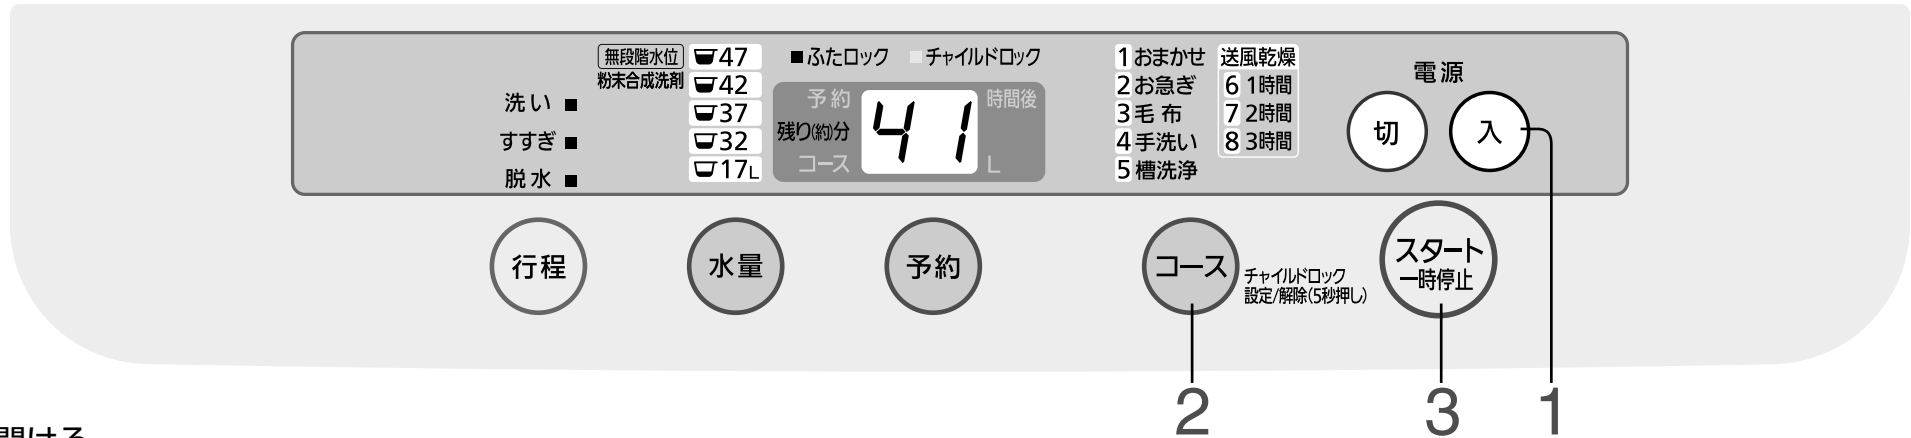 洗い
すすぎ
脱水
無段階水位
粉末合成洗剤
47
42
37
32
17L
ふたロック
チャイルドロック
予約
時間後
残り(約)分
41
コース
L
1 おまかせ
2 お急ぎ
3 毛布
4 手洗い
5 槽洗浄
送風乾燥
6 1時間
7 2時間
8 3時間
電源
切
入
行程
水量
予約
コース
チャイルドロック
設定/解除(5秒押し)
スタート
一時停止
2
3
1